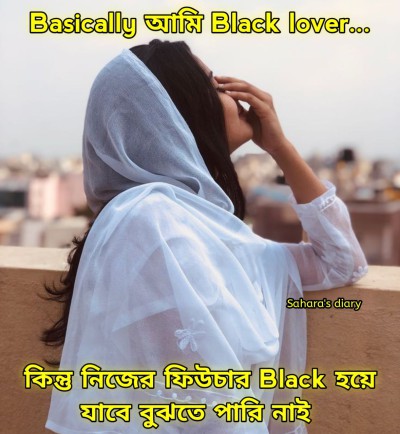 Basically আমি Black lover...
Sahara's diary
কিন্তু নিজের ফিউচার Black হয়ে
যাবে বুঝতে পারি নাই